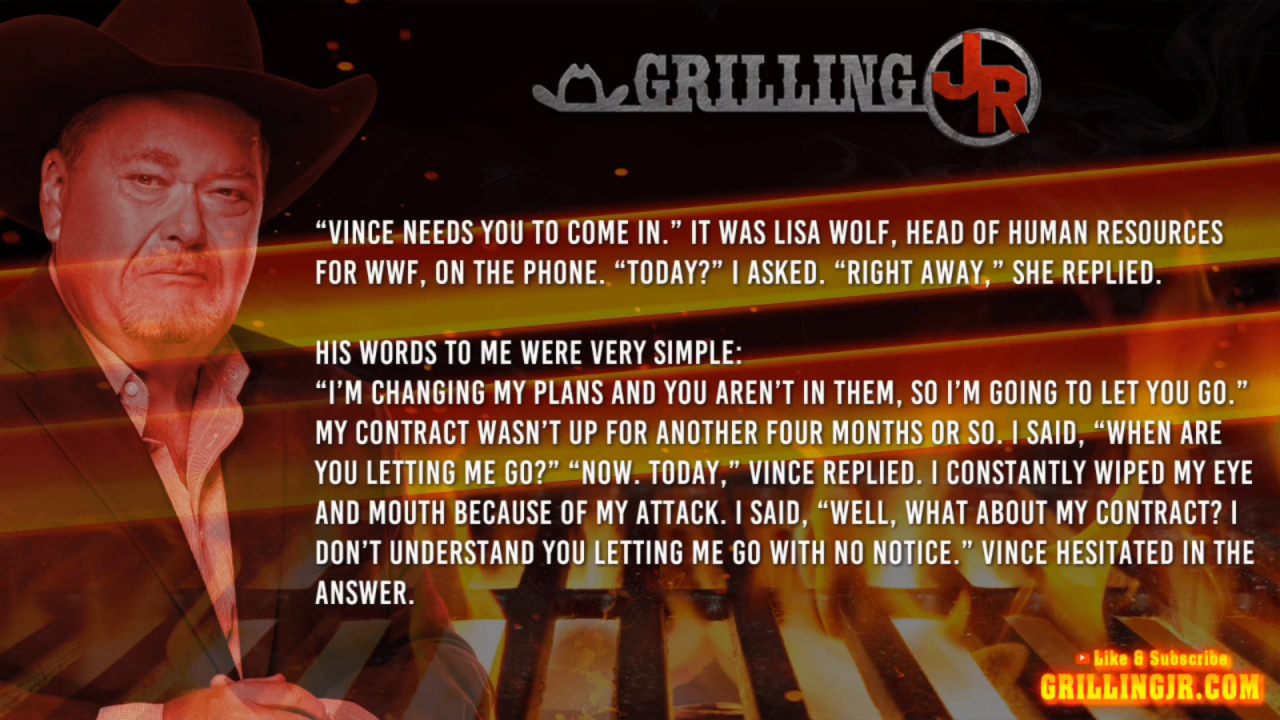 GRILLING JR
“VINCE NEEDS YOU TO COME IN.” IT WAS LISA WOLF, HEAD OF HUMAN RESOURCES
FOR WWF, ON THE PHONE. “TODAY?” I ASKED. “RIGHT AWAY,” SHE REPLIED.
HIS WORDS TO ME WERE VERY SIMPLE:
“I’M CHANGING MY PLANS AND YOU AREN’T IN THEM, SO I’M GOING TO LET YOU GO.”
MY CONTRACT WASN’T UP FOR ANOTHER FOUR MONTHS OR SO. I SAID, “WHEN ARE
YOU LETTING ME GO?” “NOW. TODAY,” VINCE REPLIED. I CONSTANTLY WIPED MY EYE
AND MOUTH BECAUSE OF MY ATTACK. I SAID, “WELL, WHAT ABOUT MY CONTRACT? I
DON’T UNDERSTAND YOU LETTING ME GO WITH NO NOTICE.” VINCE HESITATED IN THE
ANSWER.
Like & Subscribe
GRILLINGJR.COM